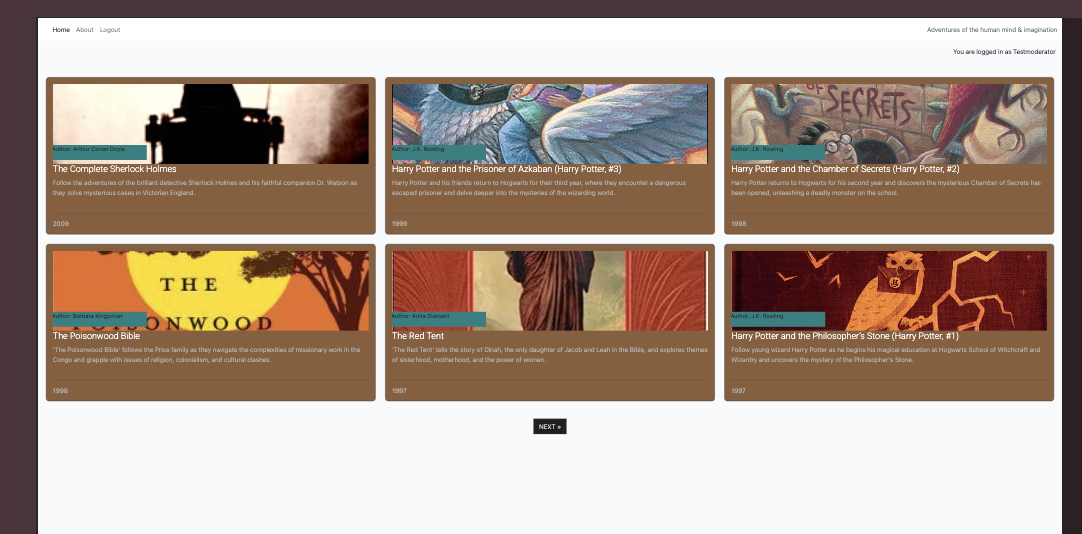 Home About Logout
Adventures of the human mind & imagination
You are logged in as Testmoderator
Author: Arthur Conan Doyle
The Complete Sherlock Holmes
Follow the adventures of the brilliant detective Sherlock Holmes and his faithful companion Dr. Watson as
they solve mysterious cases in Victorian England.
2009
Author: J.K. Rowling
Harry Potter and the Prisoner of Azkaban (Harry Potter, #3)
Harry Potter and his friends return to Hogwarts for their third year, where they encounter a dangerous
escaped prisoner and delve deeper into the mysteries of the wizarding world.
1999
OF
SECRETS
Author: J.K. Rowling
Harry Potter and the Chamber of Secrets (Harry Potter, #2)
Harry Potter returns to Hogwarts for his second year and discovers the mysterious Chamber of Secrets has
been opened, unleashing a deadly monster on the school.
1998
THE
Author: Barbara Kingsolver
SONWOOD
The Poisonwood Bible
'The Poisonwood Bible' follows the Price family as they navigate the complexities of missionary work in the
Congo and grapple with issues of religion, colonialism, and cultural clashes.
1998
Author: Anita Diamant
The Red Tent
'The Red Tent' tells the story of Dinah, the only daughter of Jacob and Leah in the Bible, and explores themes
of sisterhood, motherhood, and the power of women.
1997
Author: J.K. Rowling
Harry Potter and the Philosopher's Stone (Harry Potter, #1)
Follow young wizard Harry Potter as he begins his magical education at Hogwarts School of Witchcraft and
Wizardry and uncovers the mystery of the Philosopher's Stone.
1997
NEXT »